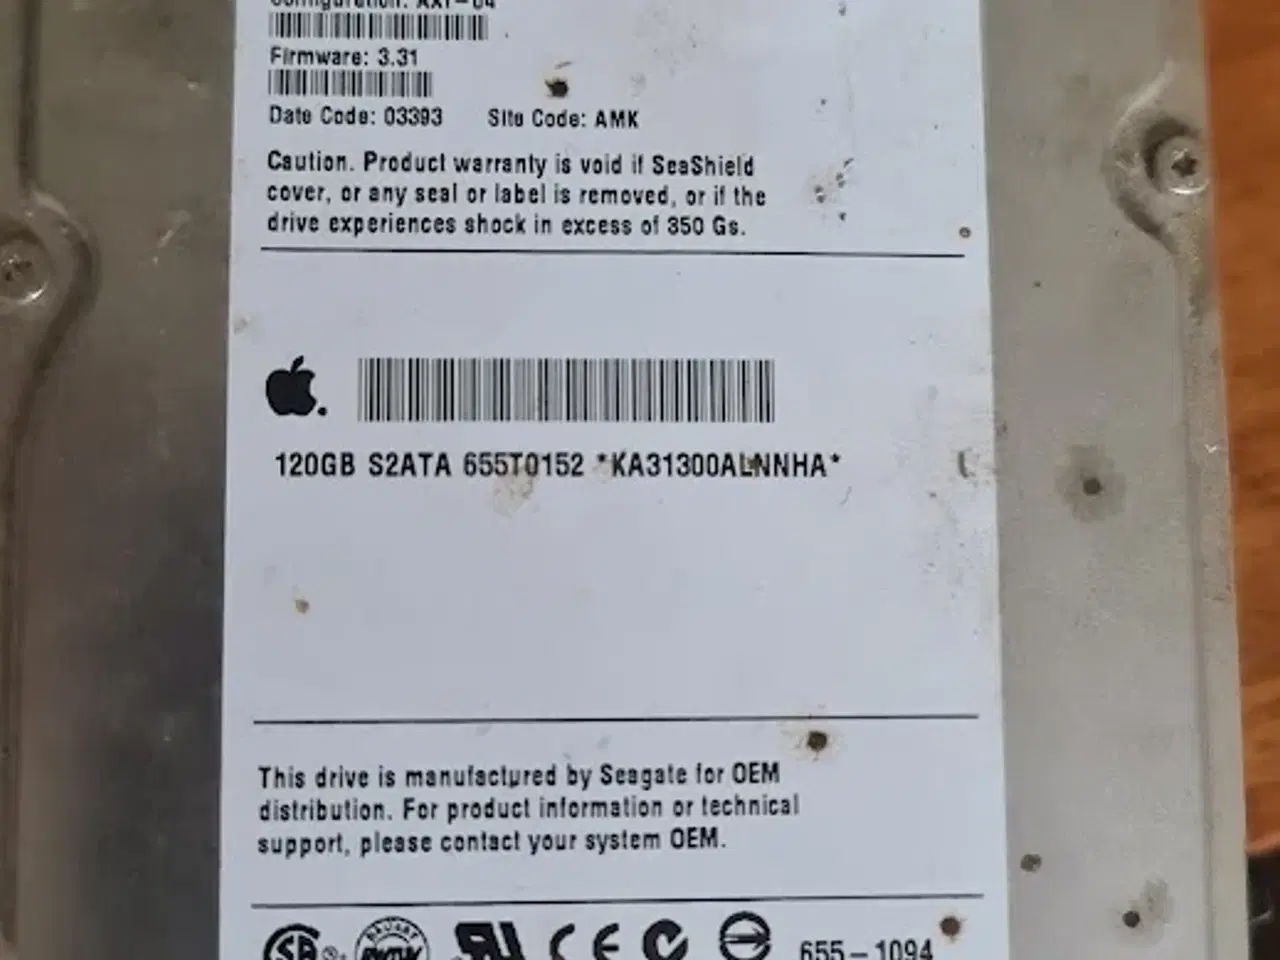 Configuration: AXT-04
Firmware: 3.31
Date Code: 03393 Site Code: AMK
Caution. Product warranty is void if SeaShield
cover, or any seal or label is removed, or if the
drive experiences shock in excess of 350 Gs.
120GB S2ATA 655T0152 *KA31300ALNNHA*
This drive is manufactured by Seagate for OEM
distribution. For product information or technical
support, please contact your system OEM.
655-1094